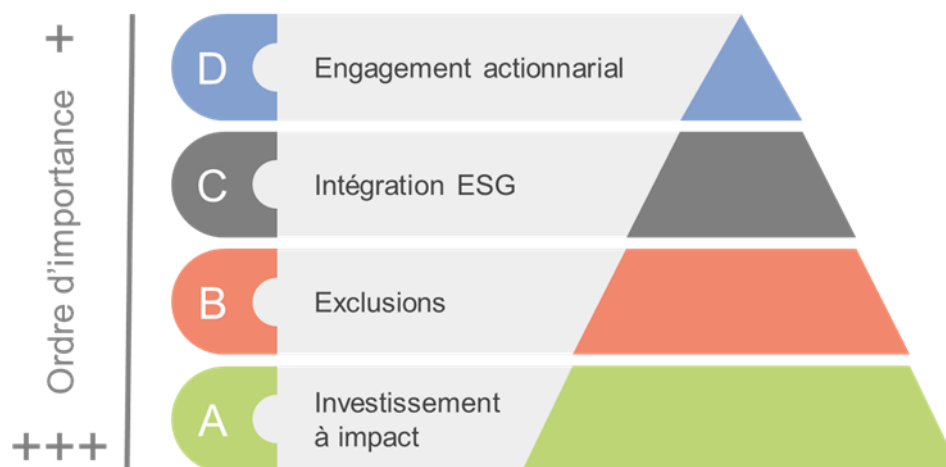 +
Ordre d'importance
+++
D
Engagement actionnarial
C
Intégration ESG
B
Exclusions
A
Investissement
à impact